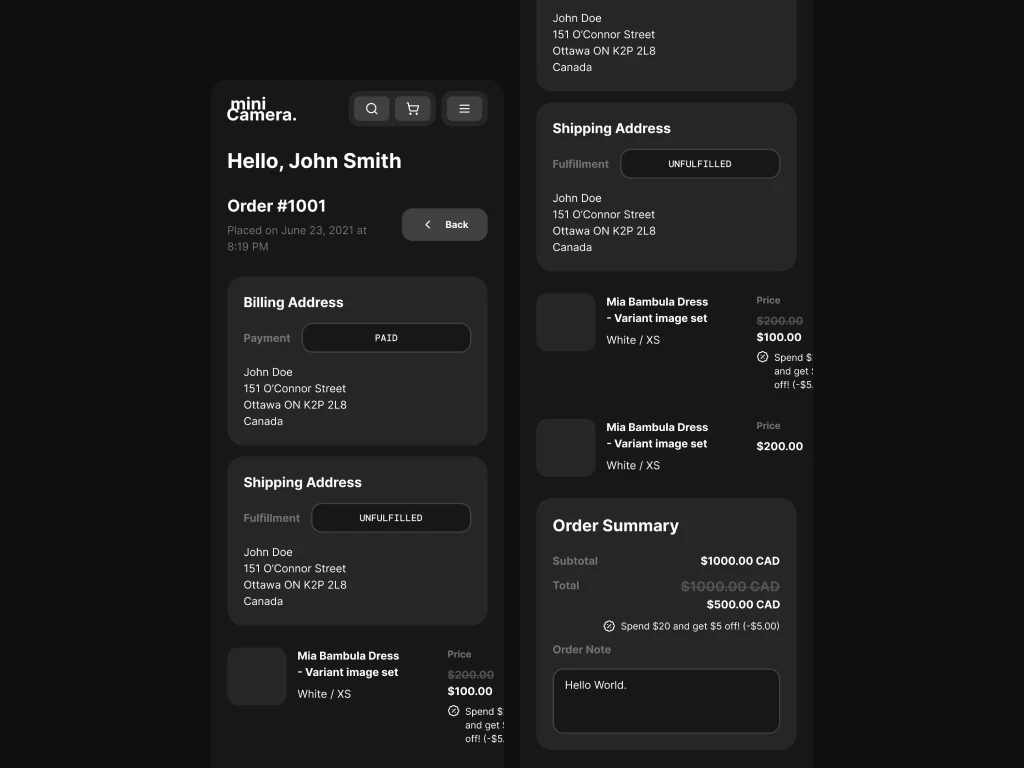 mini
Camera.
Hello, John Smith
Order #1001
Placed on June 23, 2021 at
8:19 PM
Back
Billing Address
Payment PAID
John Doe
151 O'Connor Street
Ottawa ON K2P 2L8
Canada
Shipping Address
Fulfillment UNFULFILLED
John Doe
151 O'Connor Street
Ottawa ON K2P 2L8
Canada
Mia Bambula Dress
- Variant image set
White / XS
Price
$200.00
$100.00
Spend $
and get
off! (-$5.
John Doe
151 O'Connor Street
Ottawa ON K2P 2L8
Canada
Shipping Address
Fulfillment UNFULFILLED
John Doe
151 O'Connor Street
Ottawa ON K2P 2L8
Canada
Mia Bambula Dress
- Variant image set
White / XS
Price
$200.00
$100.00
Spend $
and get
off! (-$5.
Mia Bambula Dress
- Variant image set
White / XS
Price
$200.00
Order Summary
Subtotal $1000.00 CAD
Total $1000.00 CAD
$500.00 CAD
Spend $20 and get $5 off! (-$5.00)
Order Note
Hello World.